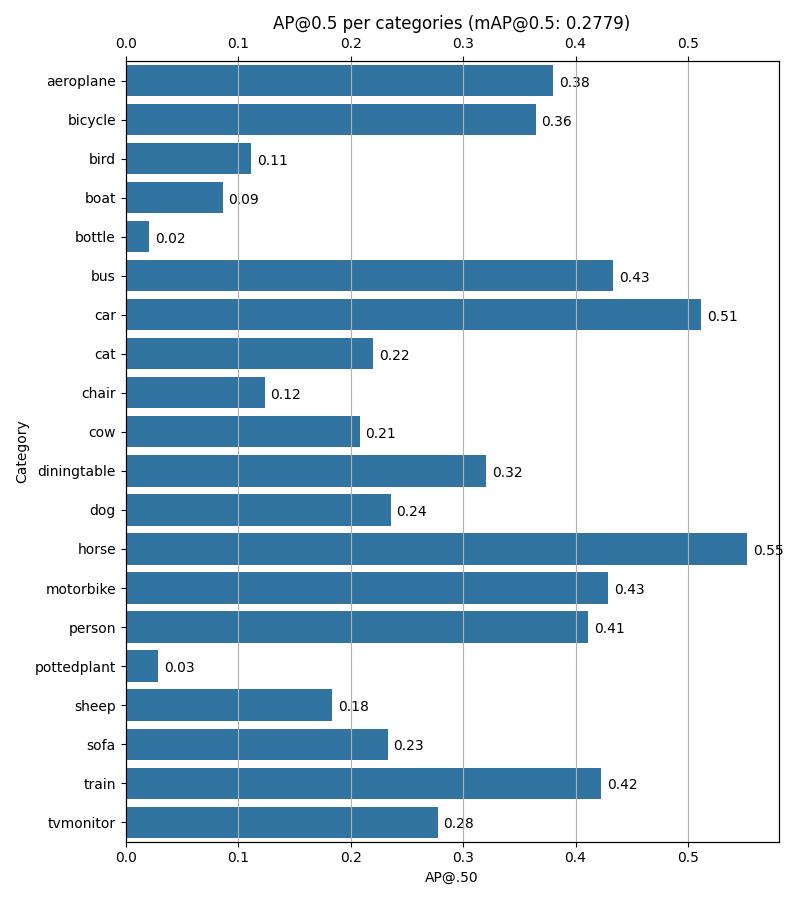 AP@0.5 per categories (mAP@0.5: 0.2779)
0.0 0.1 0.2 0.3 0.4 0.5
aeroplane 0.38
bicycle 0.36
bird 0.11
boat 0.09
bottle 0.02
bus 0.43
car 0.51
cat 0.22
chair 0.12
cow 0.21
Category
diningtable 0.32
dog 0.24
horse 0.55
motorbike 0.43
person 0.41
pottedplant 0.03
sheep 0.18
sofa 0.23
train 0.42
tvmonitor 0.28
0.0 0.1 0.2 0.3 0.4 0.5
AP@.50